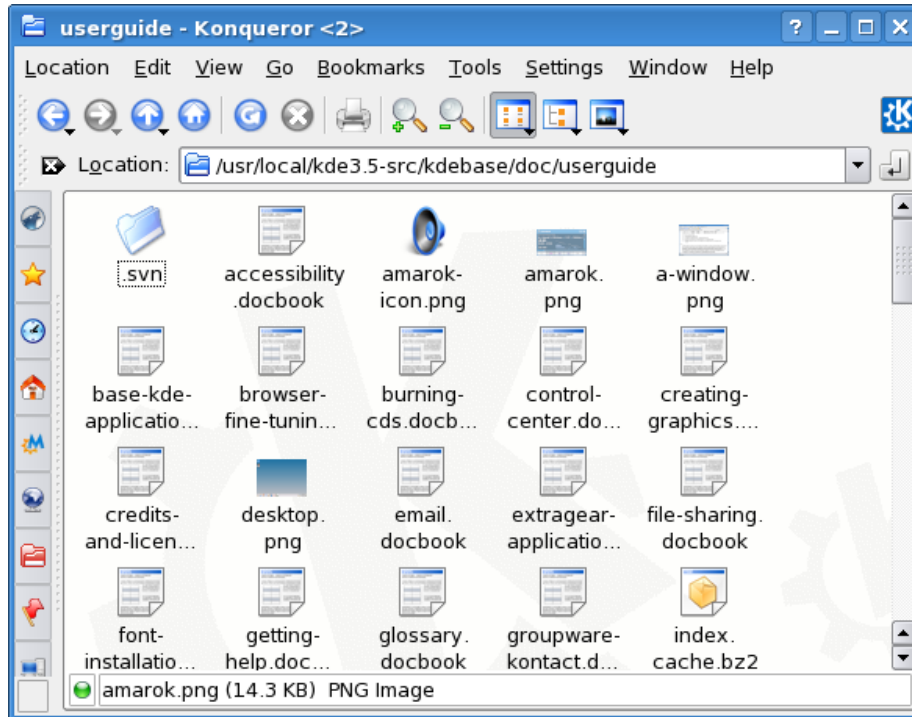 userguide - Konqueror <2>
Location Edit View Go Bookmarks Tools Settings Window Help
Location: /usr/local/kde3.5-src/kdebase/doc/userguide
.svn accessibility amarok- amarok. a-window.
.docbook icon.png png png
base-kde- browser- burning- control- creating-
applicatio... fine-tunin... cds.docb... center.do... graphics....
credits- desktop. email. extragear- file-sharing.
and-licen... png docbook applicatio... docbook
font- getting- glossary. groupware- index.
installatio... help.doc... docbook kontact.d... cache.bz2
amarok.png (14.3 KB) PNG Image